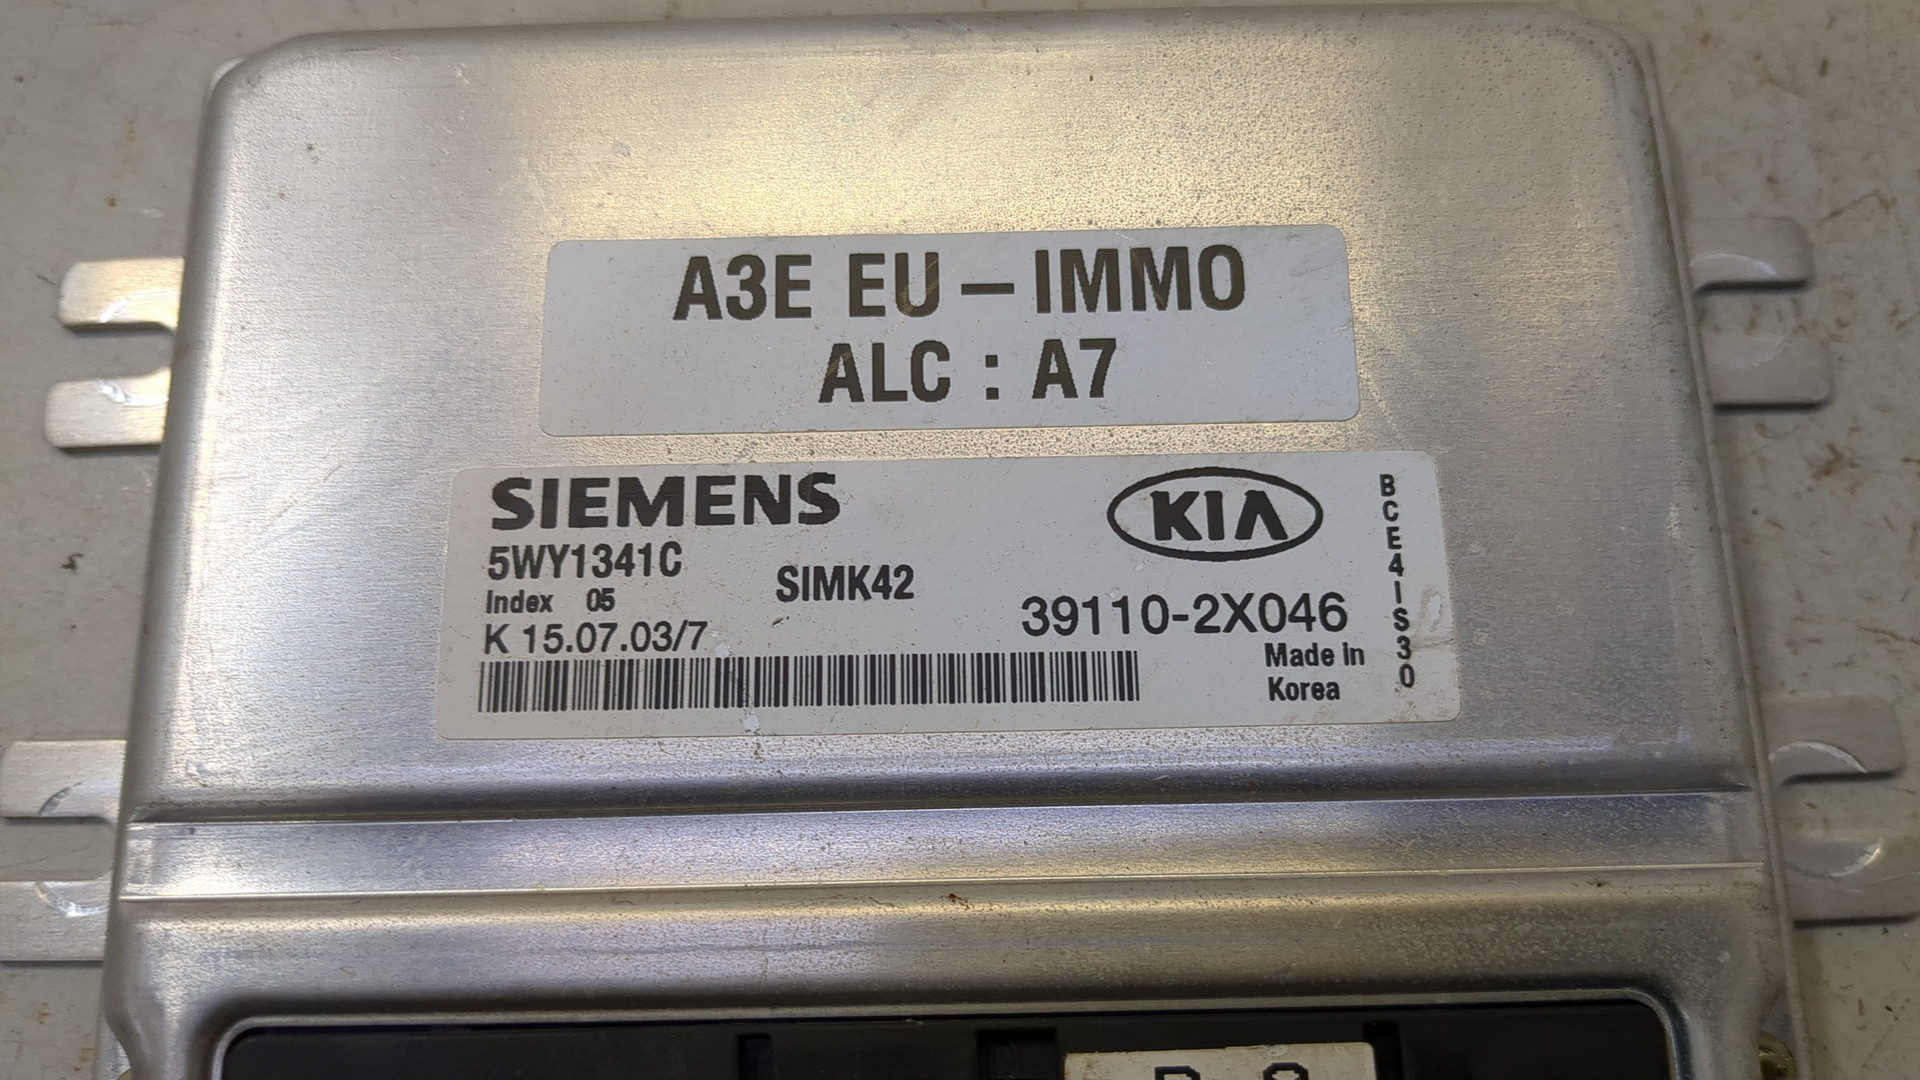 A3E EU – IMMO
ALC : A7
SIEMENS
KIA
5WY1341C
SIMK42
Index 05
39110-2X046
K 15.07.03/7
Made in
Korea
BCE4IS30